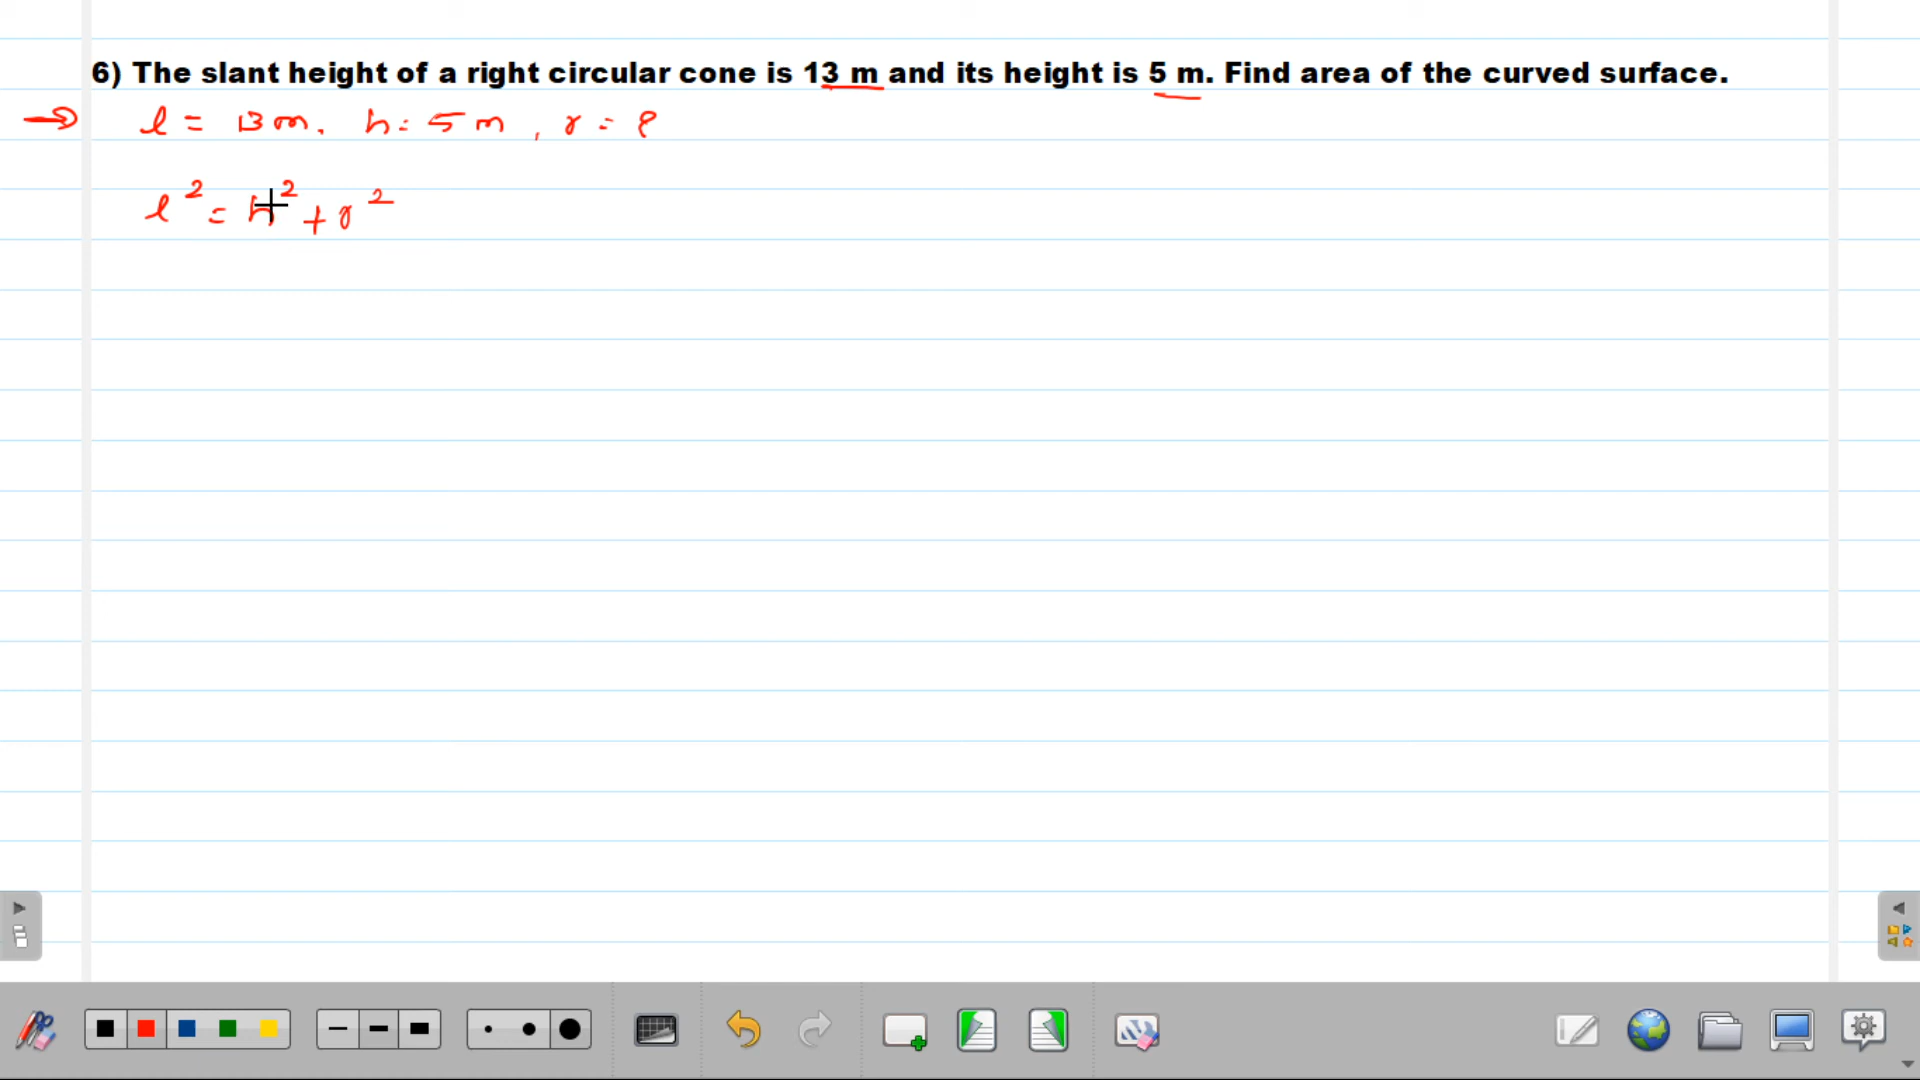 6) The slant height of a right circular cone is 13 m and its height is 5 m. Find area of the curved surface.
⇒ l = 13 m. h = 5 m, r = ?
l² = h² + r²